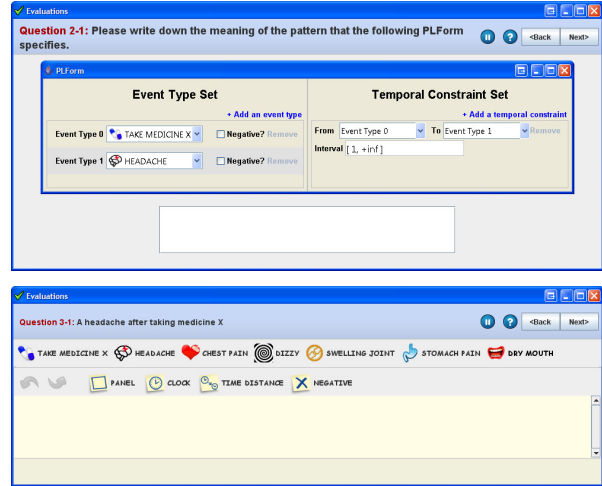 Evaluations
Question 2-1: Please write down the meaning of the pattern that the following PLForm
specifies.
<Back Next>
PLForm
Event Type Set
+ Add an event type
Event Type 0 TAKE MEDICINE X Negative? Remove
Event Type 1 HEADACHE Negative? Remove
Temporal Constraint Set
+ Add a temporal constraint
From Event Type 0 To Event Type 1 Remove
Interval [ 1, +inf ]
Evaluations
Question 3-1: A headache after taking medicine X
<Back Next>
TAKE MEDICINE X HEADACHE CHEST PAIN DIZZY SWELLING JOINT STOMACH PAIN DRY MOUTH
PANEL CLOCK TIME DISTANCE NEGATIVE